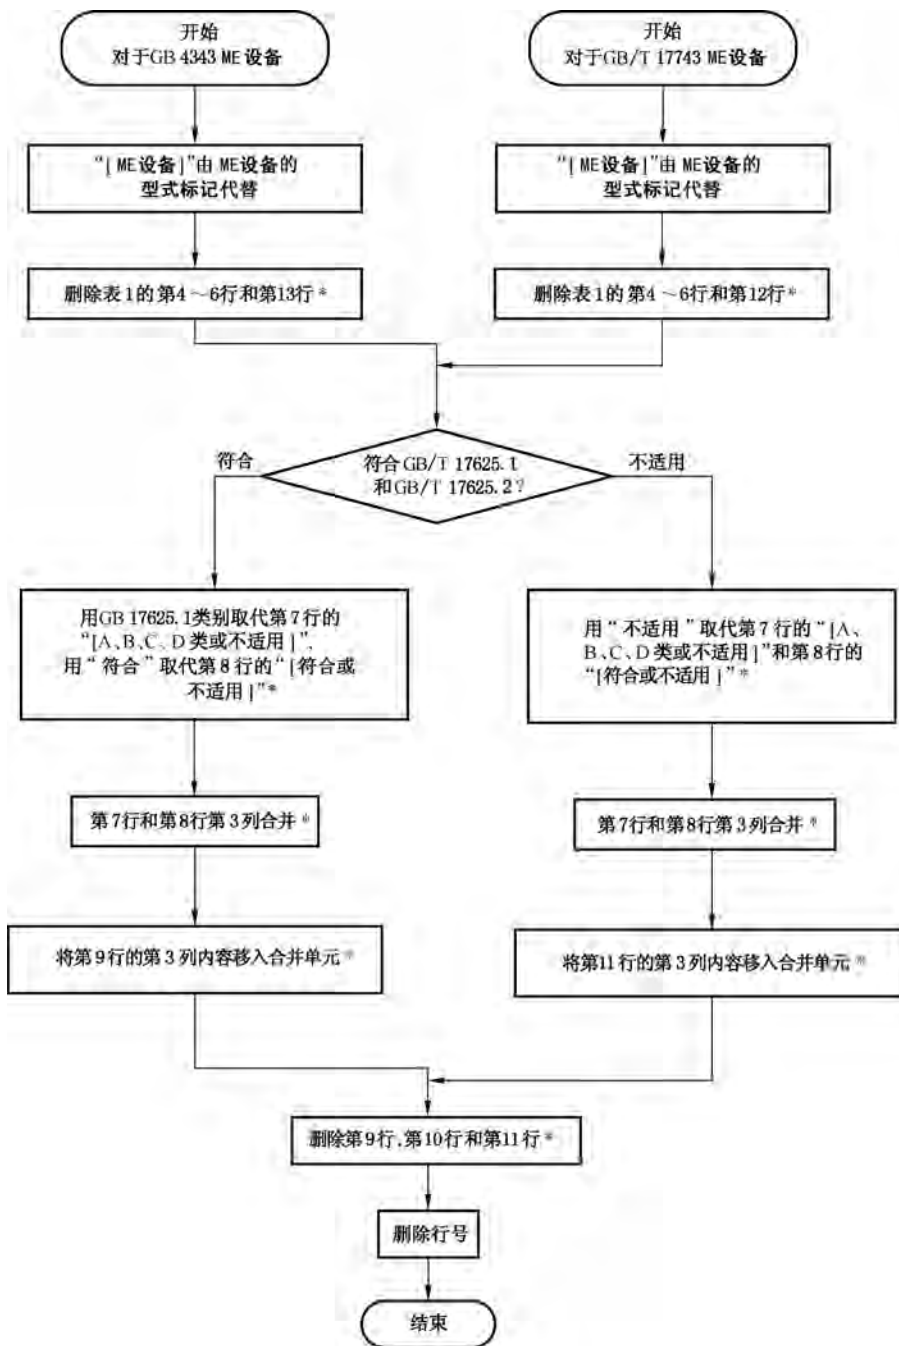 开始
对于GB 4343 ME设备
开始
对于GB/T 17743 ME设备
“[ ME设备]”由 ME设备的
型式标记代替
“[ ME设备]”由 ME设备的
型式标记代替
删除表1的第4～6行和第13行*
删除表1的第4～6行和第12行*
符合
符合GB/T 17625.1
和GB/T 17625.2?
不适用
用GB 17625.1类别取代第7行的
“[A、B、C、D 类或不适用]”，
用“符合”取代第8行的“[符合或
不适用]”*
用“不适用”取代第7行的“[A、
B、C、D 类或不适用]”和第8行的
“[符合或不适用]”*
第7行和第8行第3列合并*
第7行和第8行第3列合并*
将第9行的第3列内容移入合并单元*
将第11行的第3列内容移入合并单元*
删除第9行、第10行和第11行*
删除行号
结束